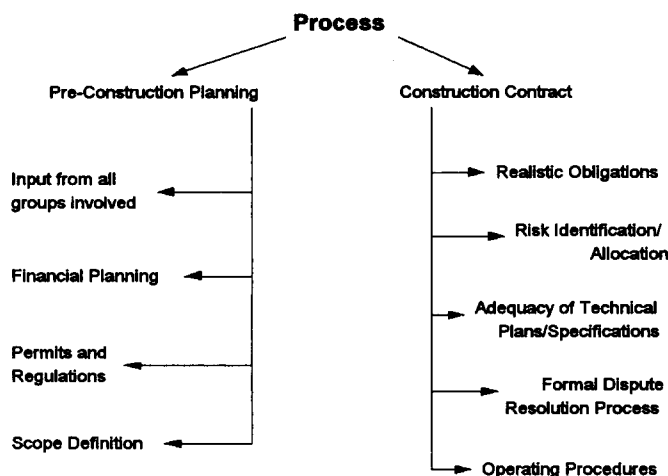 Process
Pre-Construction Planning
Input from all
groups involved
Financial Planning
Permits and
Regulations
Scope Definition
Construction Contract
Realistic Obligations
Risk Identification/
Allocation
Adequacy of Technical
Plans/Specifications
Formal Dispute
Resolution Process
Operating Procedures